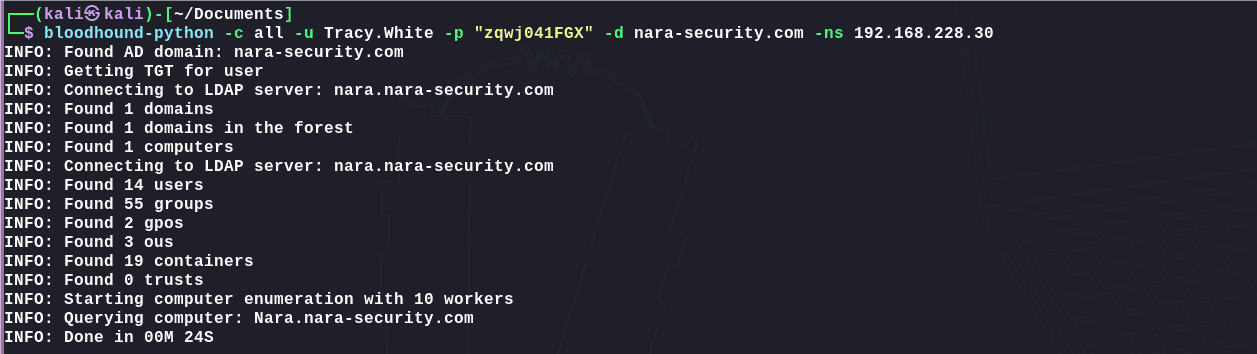 ┌──(kali㉿kali)-[~/Documents]
└─$ bloodhound-python -c all -u Tracy.White -p "zqwj041FGX" -d nara-security.com -ns 192.168.228.30
INFO: Found AD domain: nara-security.com
INFO: Getting TGT for user
INFO: Connecting to LDAP server: nara.nara-security.com
INFO: Found 1 domains
INFO: Found 1 domains in the forest
INFO: Found 1 computers
INFO: Connecting to LDAP server: nara.nara-security.com
INFO: Found 14 users
INFO: Found 55 groups
INFO: Found 2 gpos
INFO: Found 3 ous
INFO: Found 19 containers
INFO: Found 0 trusts
INFO: Starting computer enumeration with 10 workers
INFO: Querying computer: Nara.nara-security.com
INFO: Done in 00M 24S